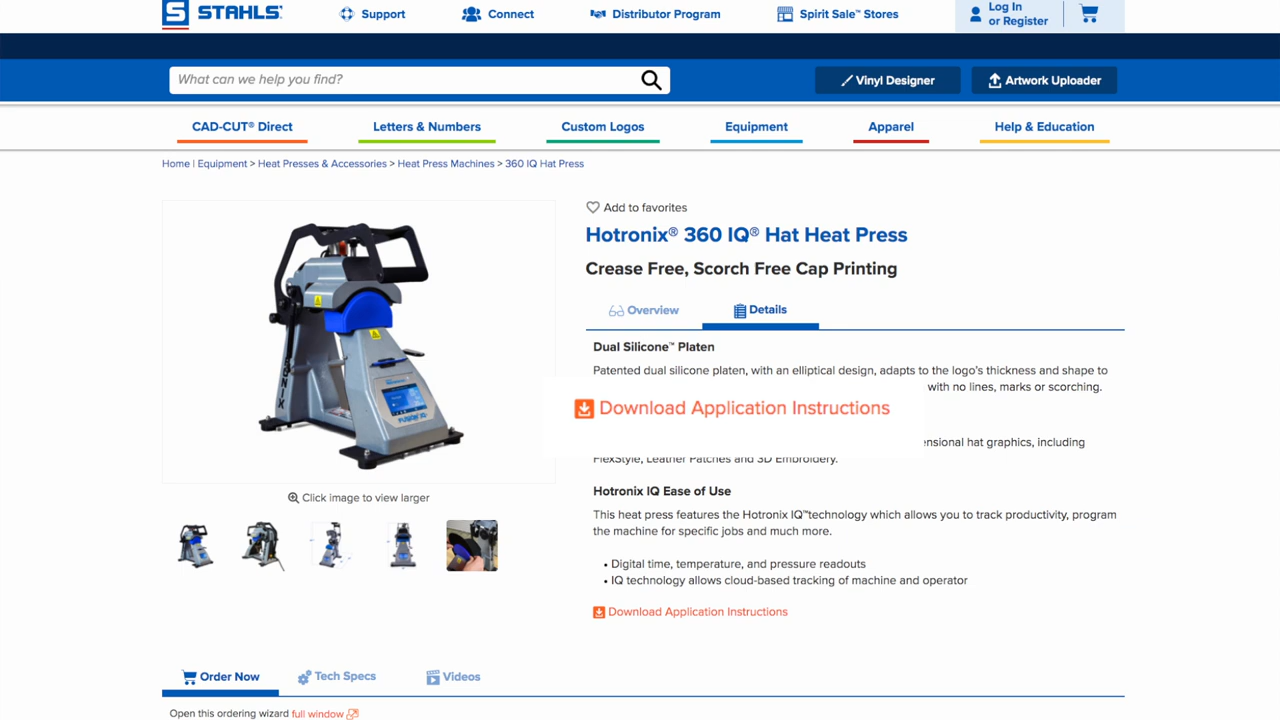 STAHLS'
Support
Connect
Distributor Program
Spirit Sale™ Stores
Log In
or Register
What can we help you find?
Vinyl Designer
Artwork Uploader
CAD-CUT® Direct
Letters & Numbers
Custom Logos
Equipment
Apparel
Help & Education
Home | Equipment > Heat Presses & Accessories > Heat Press Machines > 360 IQ Hat Press
Add to favorites
Hotronix® 360 IQ® Hat Heat Press
Crease Free, Scorch Free Cap Printing
Overview
Details
Dual Silicone™ Platen
Patented dual silicone platen, with an elliptical design, adapts to the logo's thickness and shape to
with no lines, marks or scorching.
Download Application Instructions
ensional hat graphics, including
FlexStyle, Leather Patches and 3D Embroidery.
Hotronix IQ Ease of Use
This heat press features the Hotronix IQ™technology which allows you to track productivity, program
the machine for specific jobs and much more.
• Digital time, temperature, and pressure readouts
• IQ technology allows cloud-based tracking of machine and operator
Download Application Instructions
Click image to view larger
Order Now
Tech Specs
Videos
Open this ordering wizard full window